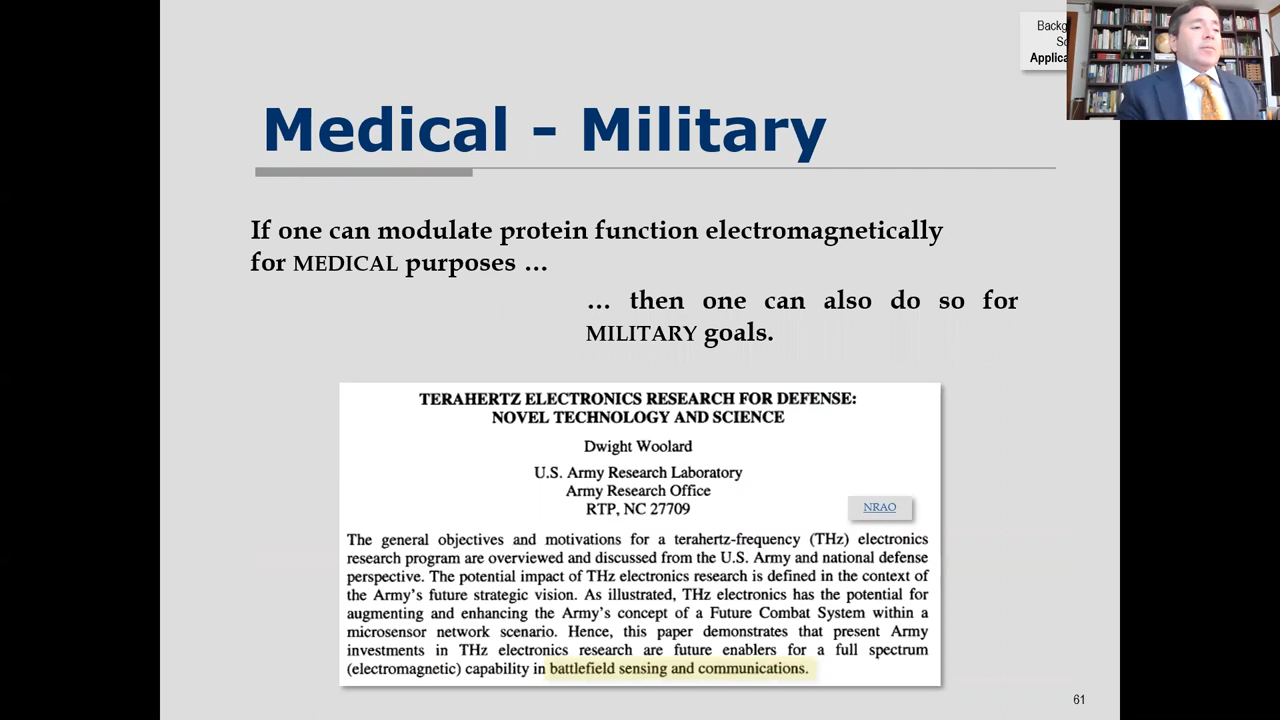 Backg
Sc
Applica
Medical - Military
If one can modulate protein function electromagnetically
for MEDICAL purposes …
… then one can also do so for
MILITARY goals.
TERAHERTZ ELECTRONICS RESEARCH FOR DEFENSE:
NOVEL TECHNOLOGY AND SCIENCE
Dwight Woolard
U.S. Army Research Laboratory
Army Research Office
RTP, NC 27709
NRAO
The general objectives and motivations for a terahertz-frequency (THz) electronics
research program are overviewed and discussed from the U.S. Army and national defense
perspective. The potential impact of THz electronics research is defined in the context of
the Army's future strategic vision. As illustrated, THz electronics has the potential for
augmenting and enhancing the Army's concept of a Future Combat System within a
microsensor network scenario. Hence, this paper demonstrates that present Army
investments in THz electronics research are future enablers for a full spectrum
(electromagnetic) capability in battlefield sensing and communications.
61